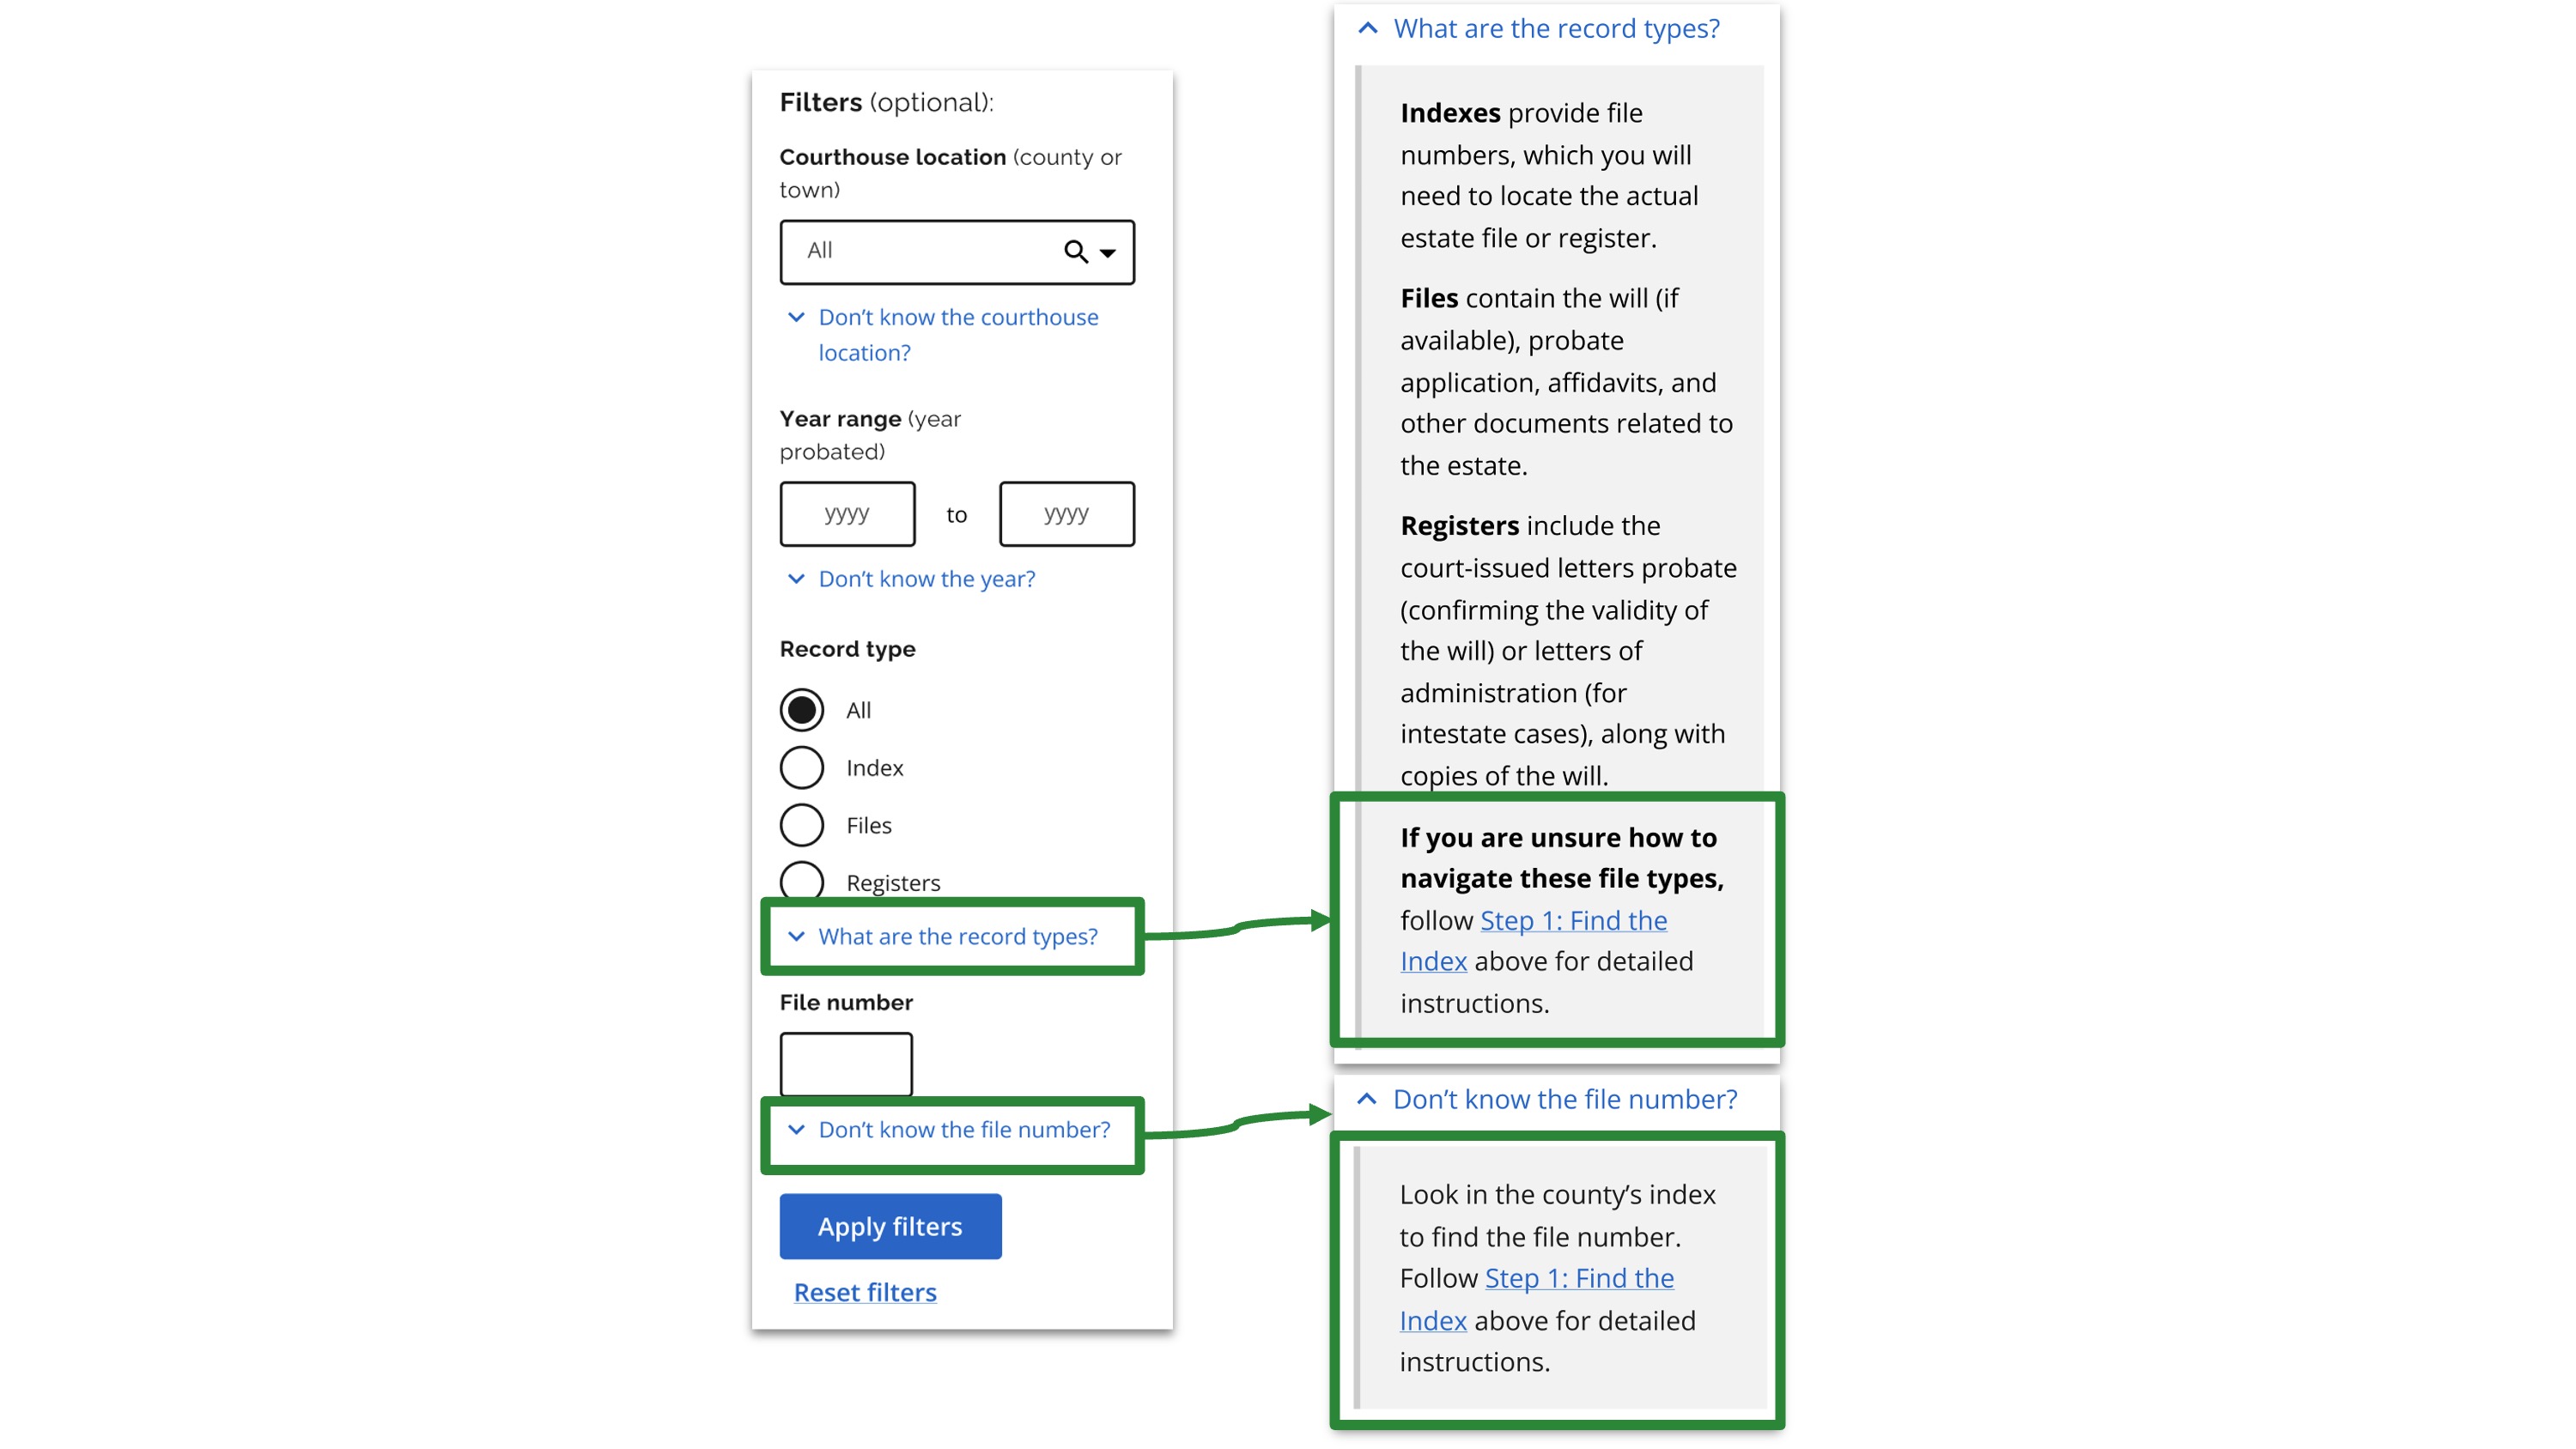 Filters (optional):
Courthouse location (county or
town)
All
Don’t know the courthouse
location?
Year range (year
probated)
yyyy to yyyy
Don’t know the year?
Record type
All
Index
Files
Registers
What are the record types?
File number
Don’t know the file number?
Apply filters
Reset filters
What are the record types?
Indexes provide file
numbers, which you will
need to locate the actual
estate file or register.
Files contain the will (if
available), probate
application, affidavits, and
other documents related to
the estate.
Registers include the
court-issued letters probate
(confirming the validity of
the will) or letters of
administration (for
intestate cases), along with
copies of the will.
If you are unsure how to
navigate these file types,
follow Step 1: Find the
Index above for detailed
instructions.
Don’t know the file number?
Look in the county’s index
to find the file number.
Follow Step 1: Find the
Index above for detailed
instructions.